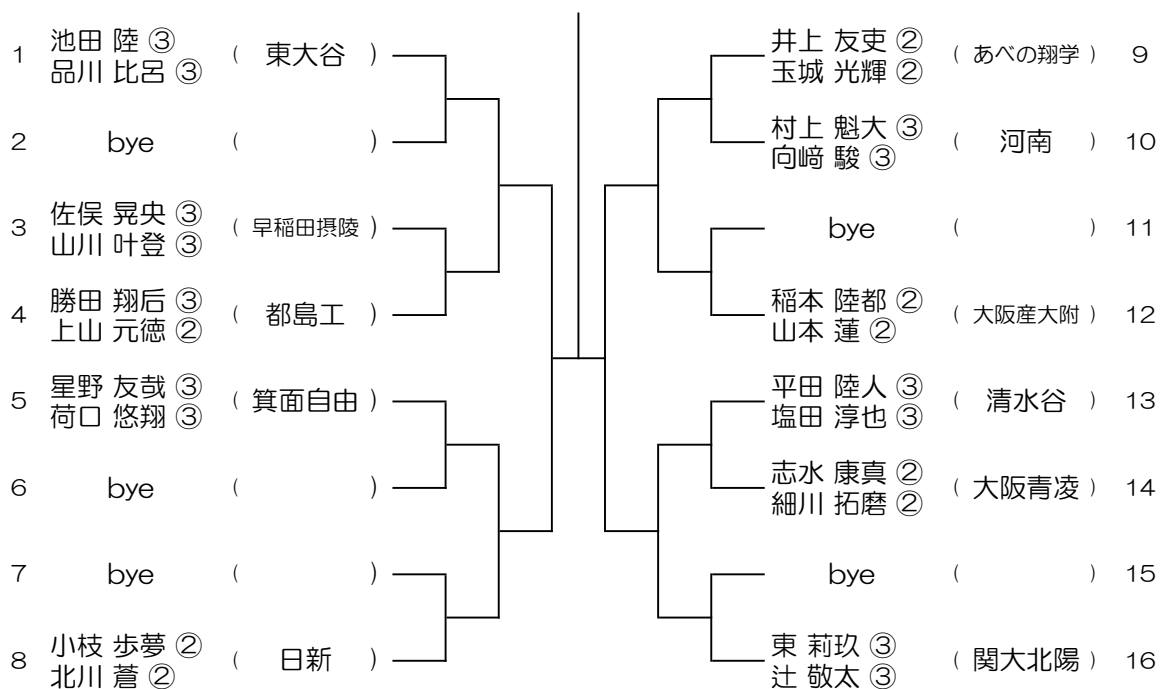 1 池田 陸 ③ ( 東大谷 )
品川 比呂 ③
2 bye ( )
3 佐俣 晃央 ③ ( 早稲田摂陵 )
山川 叶登 ③
4 勝田 翔后 ③ ( 都島工 )
上山 元徳 ②
5 星野 友哉 ③ ( 箕面自由 )
荷口 悠翔 ③
6 bye ( )
7 bye ( )
8 小枝 歩夢 ② ( 日新 )
北川 蒼 ②
井上 友吏 ② ( あべの翔学 ) 9
玉城 光輝 ②
村上 魁大 ③ ( 河南 ) 10
向﨑 駿 ③
bye ( ) 11
稲本 陸都 ② ( 大阪産大附 ) 12
山本 蓮 ②
平田 陸人 ③ ( 清水谷 ) 13
塩田 淳也 ③
志水 康真 ② ( 大阪青凌 ) 14
細川 拓磨 ②
bye ( ) 15
東 莉玖 ③ ( 関大北陽 ) 16
辻 敬太 ③